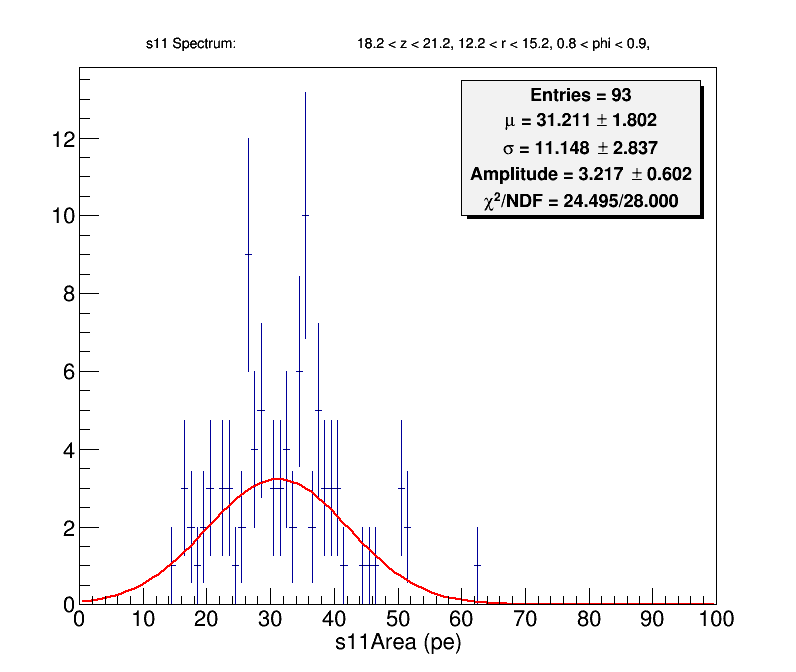 s11 Spectrum: 18.2 < z < 21.2, 12.2 < r < 15.2, 0.8 < phi < 0.9,
Entries = 93
μ = 31.211 ± 1.802
σ = 11.148 ± 2.837
Amplitude = 3.217 ± 0.602
χ²/NDF = 24.495/28.000
12
10
8
6
4
2
0
0 10 20 30 40 50 60 70 80 90 100
s11Area (pe)